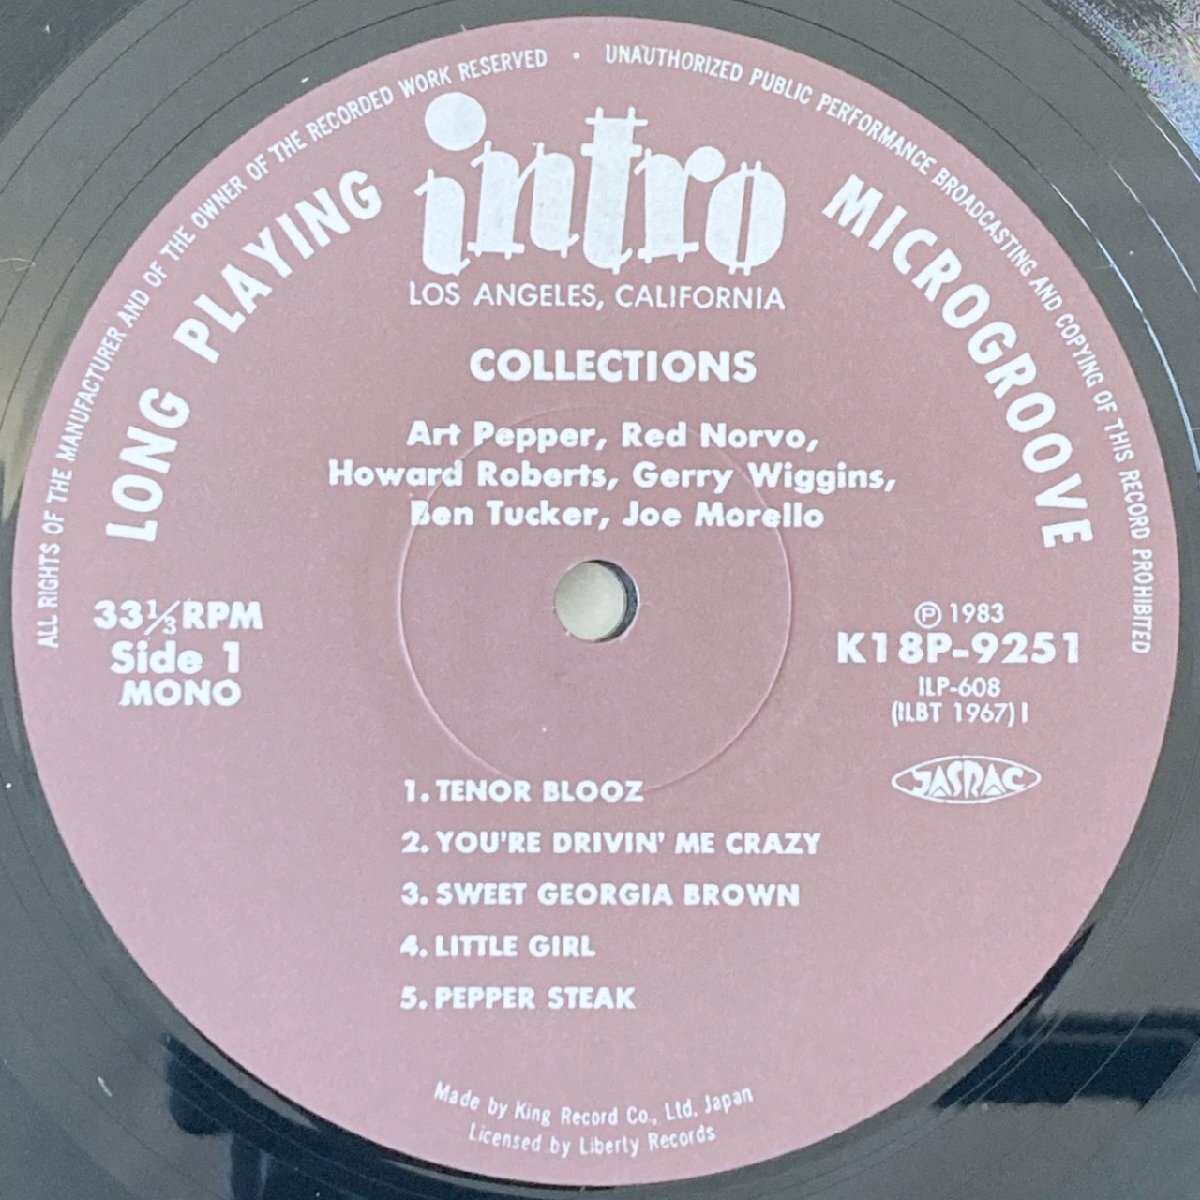 ALL RIGHTS OF THE MANUFACTURER AND OF THE OWNER OF THE RECORDED WORK RESERVED • UNAUTHORIZED PUBLIC PERFORMANCE BROADCASTING AND COPYING OF THIS RECORD PROHIBITED
LONG PLAYING
intro
MICROGROOVE
LOS ANGELES, CALIFORNIA
COLLECTIONS
Art Pepper, Red Norvo,
Howard Roberts, Gerry Wiggins,
Ben Tucker, Joe Morello
33⅓ RPM
Side 1
MONO
Ⓟ 1983
K18P-9251
ILP-608
(ILBT 1967) I
JASRAC
1. TENOR BLOOZ
2. YOU'RE DRIVIN' ME CRAZY
3. SWEET GEORGIA BROWN
4. LITTLE GIRL
5. PEPPER STEAK
Made by King Record Co., Ltd. Japan
Licensed by Liberty Records